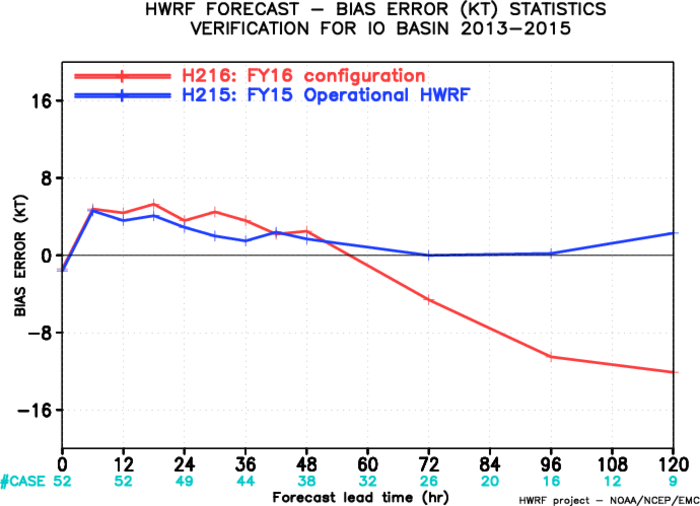 HWRF FORECAST – BIAS ERROR (KT) STATISTICS
VERIFICATION FOR IO BASIN 2013–2015
H216: FY16 configuration
H215: FY15 Operational HWRF
16
8
0
−8
−16
BIAS ERROR (KT)
0 12 24 36 48 60 72 84 96 108 120
#CASE 52 52 49 44 38 32 26 20 16 12 9
Forecast lead time (hr)
HWRF project – NOAA/NCEP/EMC